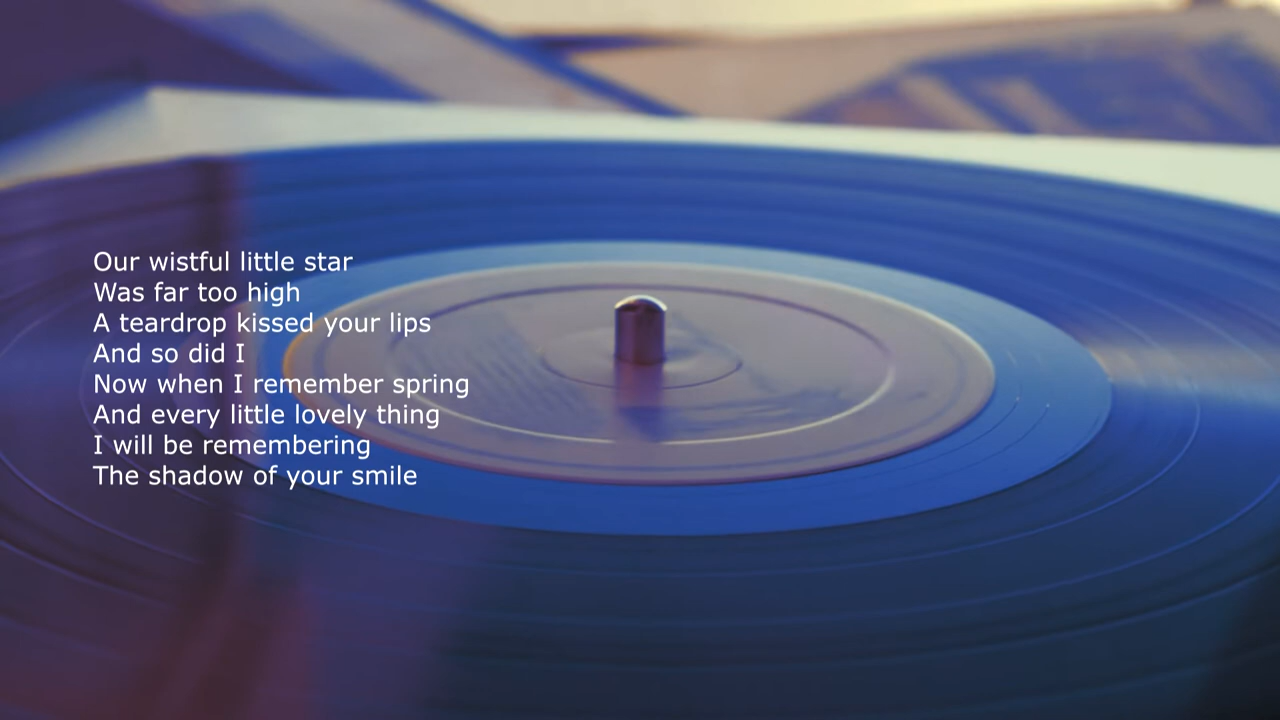 Our wistful little star
Was far too high
A teardrop kissed your lips
And so did I
Now when I remember spring
And every little lovely thing
I will be remembering
The shadow of your smile